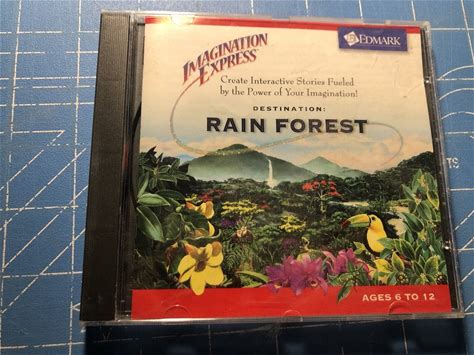 IMAGINATION
EXPRESS
EDMARK
Create Interactive Stories Fueled
by the Power of Your Imagination!
DESTINATION:
RAIN FOREST
AGES 6 TO 12